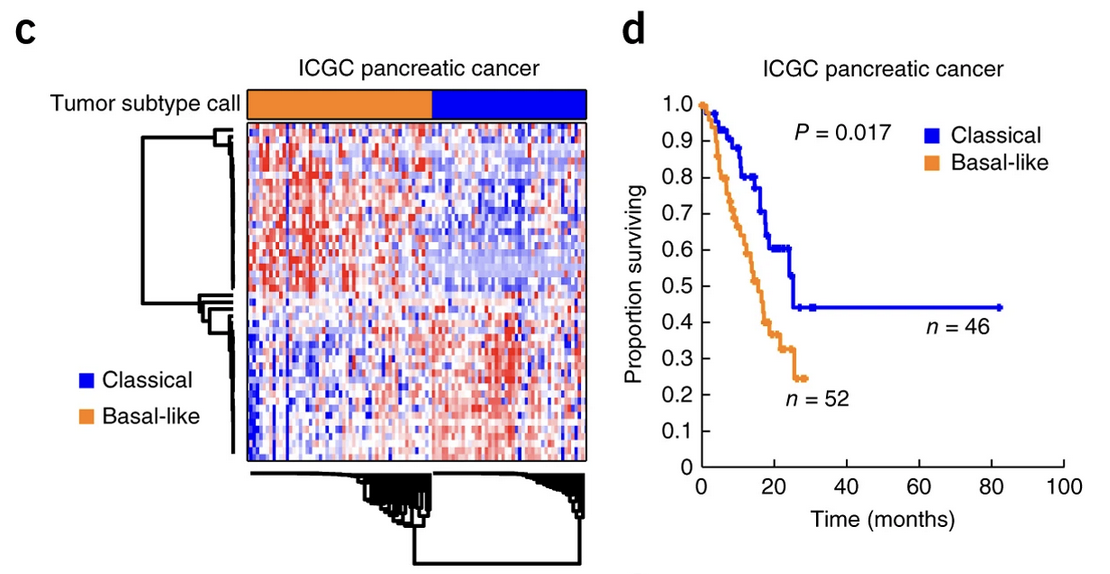 c
ICGC pancreatic cancer
Tumor subtype call
Classical
Basal-like
d
ICGC pancreatic cancer
P = 0.017
Classical
Basal-like
Proportion surviving
1.0
0.9
0.8
0.7
0.6
0.5
0.4
0.3
0.2
0.1
0
n = 46
n = 52
0 20 40 60 80 100
Time (months)